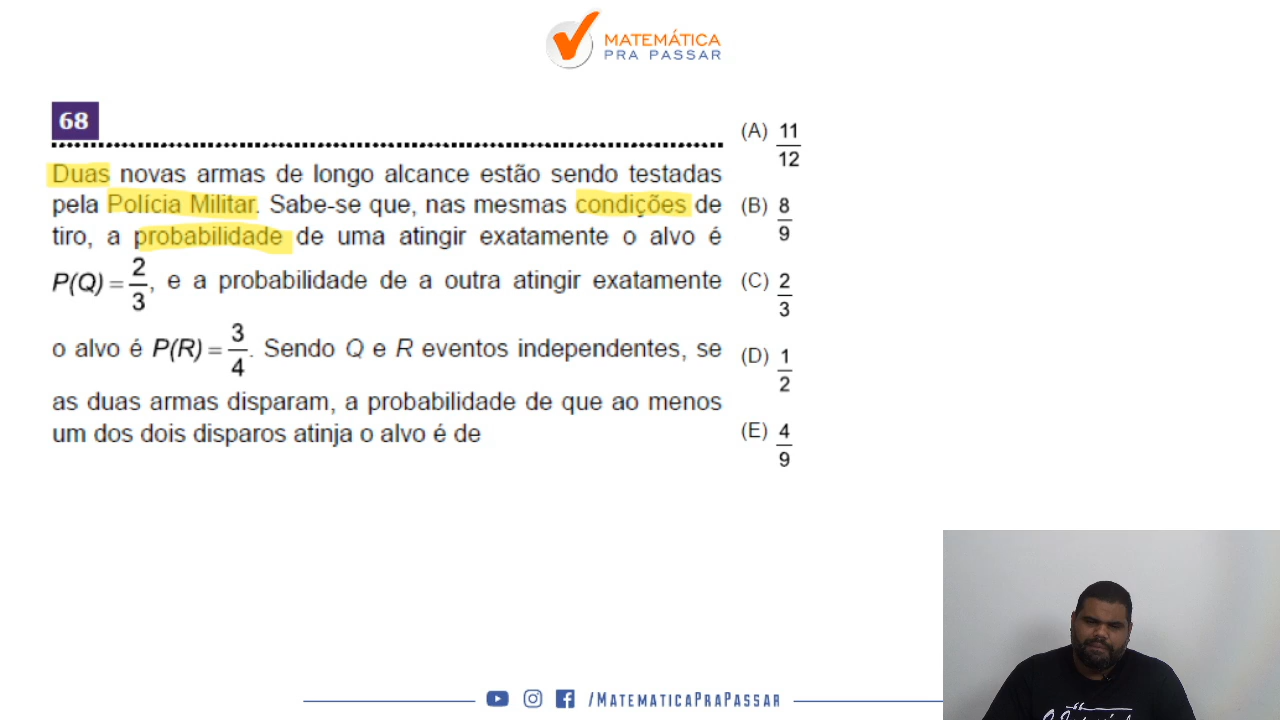 MATEMÁTICA
PRA PASSAR
68
Duas novas armas de longo alcance estão sendo testadas
pela Polícia Militar. Sabe-se que, nas mesmas condições de
tiro, a probabilidade de uma atingir exatamente o alvo é
P(Q) = 2/3, e a probabilidade de a outra atingir exatamente
o alvo é P(R) = 3/4. Sendo Q e R eventos independentes, se
as duas armas disparam, a probabilidade de que ao menos
um dos dois disparos atinja o alvo é de
(A) 11/12
(B) 8/9
(C) 2/3
(D) 1/2
(E) 4/9
/MATEMATICAPRAPASSAR